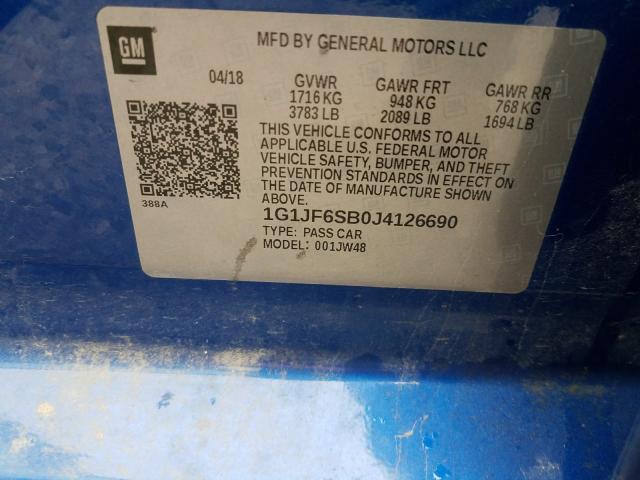 GM
MFD BY GENERAL MOTORS LLC
04/18 GVWR GAWR FRT GAWR RR
1716 KG 948 KG 768 KG
3783 LB 2089 LB 1694 LB
THIS VEHICLE CONFORMS TO ALL
APPLICABLE U.S. FEDERAL MOTOR
VEHICLE SAFETY, BUMPER, AND THEFT
PREVENTION STANDARDS IN EFFECT ON
THE DATE OF MANUFACTURE SHOWN
ABOVE.
388A
1G1JF6SB0J4126690
TYPE: PASS CAR
MODEL: 001JW48